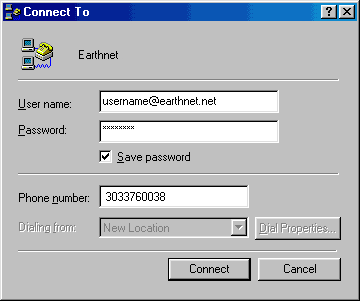 Connect To
Earthnet
User name: username@earthnet.net
Password: ********
Save password
Phone number: 3033760038
Dialing from: New Location Dial Properties...
Connect Cancel